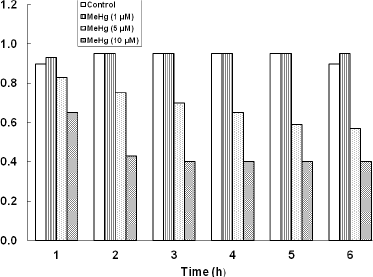 1.2
Control
MeHg (1 µM)
MeHg (5 µM)
MeHg (10 µM)
1.0
0.8
0.6
0.4
0.2
0.0
1 2 3 4 5 6
Time (h)